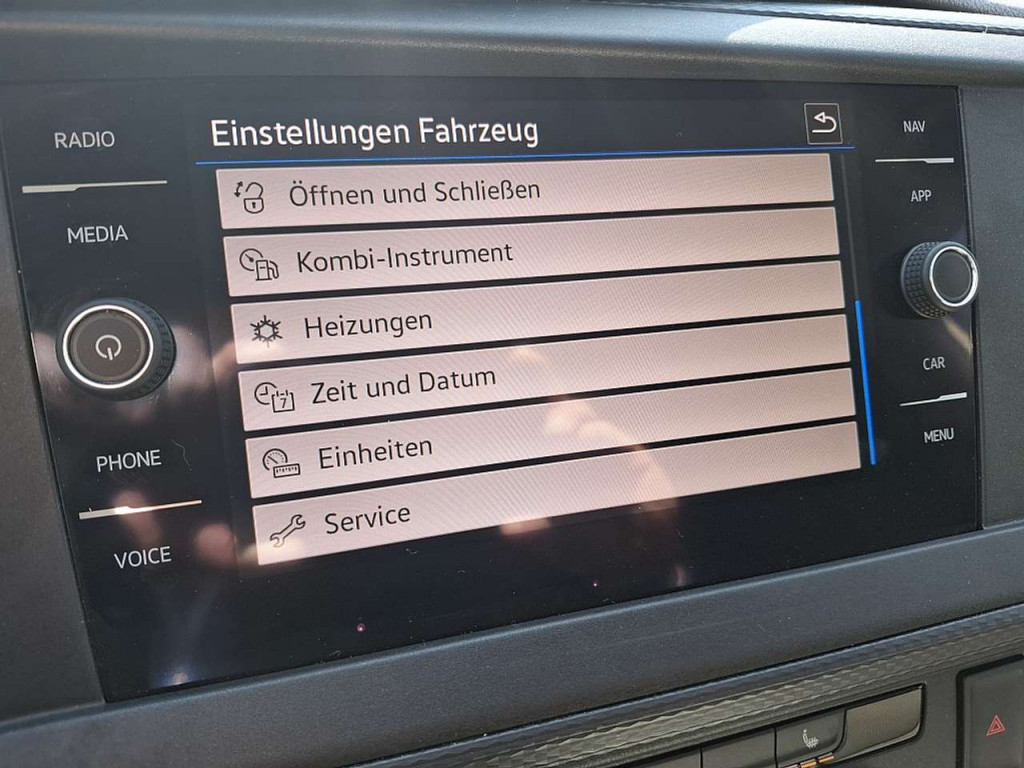 RADIO
MEDIA
PHONE
VOICE
Einstellungen Fahrzeug
Öffnen und Schließen
Kombi-Instrument
Heizungen
Zeit und Datum
7
Einheiten
Service
NAV
APP
CAR
MENU